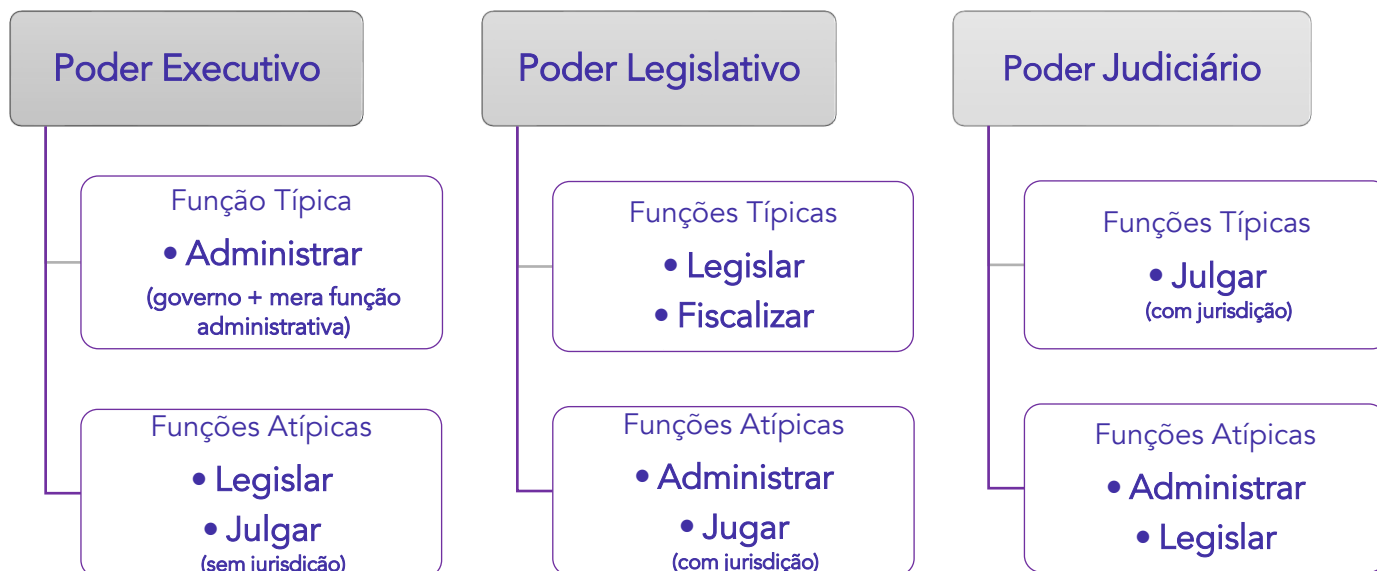 Poder Executivo
Função Típica
• Administrar
(governo + mera função
administrativa)
Funções Atípicas
• Legislar
• Julgar
(sem jurisdição)
Poder Legislativo
Funções Típicas
• Legislar
• Fiscalizar
Funções Atípicas
• Administrar
• Jugar
(com jurisdição)
Poder Judiciário
Funções Típicas
• Julgar
(com jurisdição)
Funções Atípicas
• Administrar
• Legislar